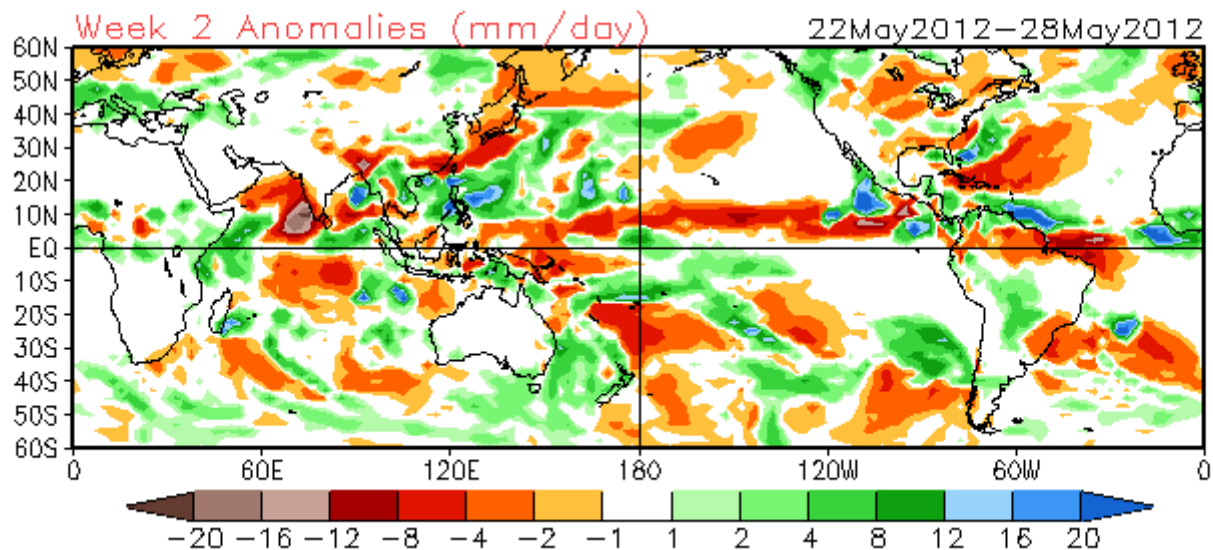 Week 2 Anomalies (mm/day) 22May2012–28May2012
60N
50N
40N
30N
20N
10N
EQ
10S
20S
30S
40S
50S
60S
0 60E 120E 180 120W 60W 0
−20 −16 −12 −8 −4 −2 −1 1 2 4 8 12 16 20